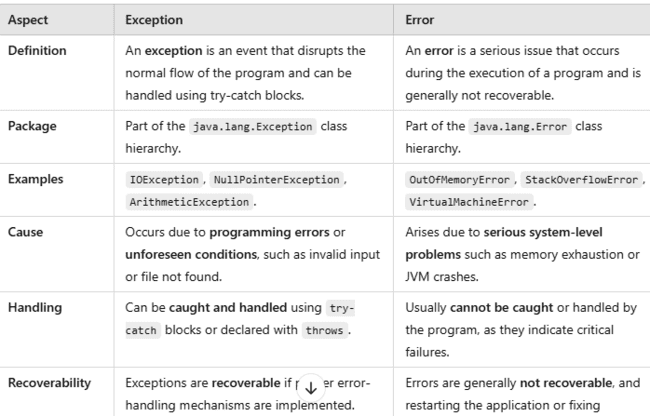 Aspect Exception Error
Definition An exception is an event that disrupts the An error is a serious issue that occurs
normal flow of the program and can be during the execution of a program and is
handled using try-catch blocks. generally not recoverable.
Package Part of the java.lang.Exception class Part of the java.lang.Error class
hierarchy. hierarchy.
Examples IOException, NullPointerException, OutOfMemoryError, StackOverflowError,
ArithmeticException. VirtualMachineError.
Cause Occurs due to programming errors or Arises due to serious system-level
unforeseen conditions, such as invalid input problems such as memory exhaustion or
or file not found. JVM crashes.
Handling Can be caught and handled using try- Usually cannot be caught or handled by
catch blocks or declared with throws. the program, as they indicate critical
failures.
Recoverability Exceptions are recoverable if error- Errors are generally not recoverable, and
handling mechanisms are implemented. restarting the application or fixing